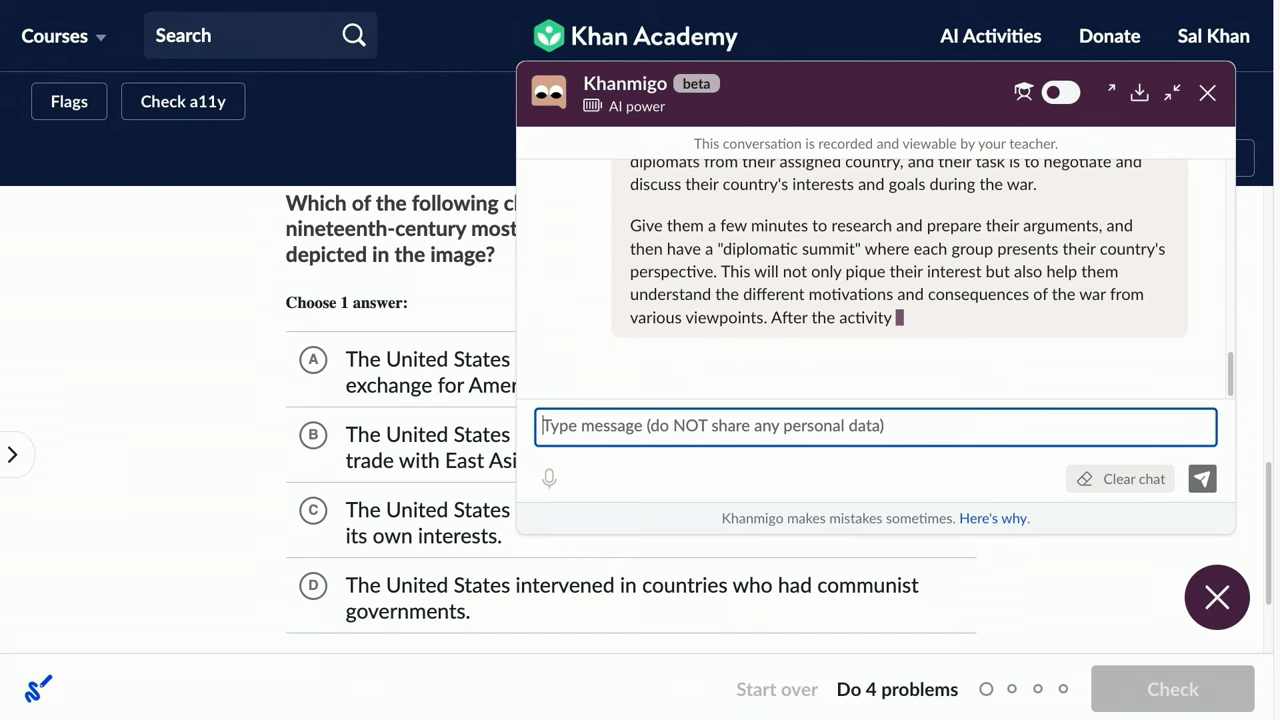 Courses
Search
Khan Academy
AI Activities
Donate
Sal Khan
Flags
Check a11y
Khanmigo beta
AI power
This conversation is recorded and viewable by your teacher.
diplomats from their assigned country, and their task is to negotiate and
discuss their country's interests and goals during the war.
Give them a few minutes to research and prepare their arguments, and
then have a "diplomatic summit" where each group presents their country's
perspective. This will not only pique their interest but also help them
understand the different motivations and consequences of the war from
various viewpoints. After the activity
Type message (do NOT share any personal data)
Clear chat
Khanmigo makes mistakes sometimes. Here's why.
Which of the following
nineteenth-century most
depicted in the image?
Choose 1 answer:
A
The United States
exchange for Amer
B
The United States
trade with East Asi
C
The United States
its own interests.
D
The United States intervened in countries who had communist
governments.
Start over
Do 4 problems
Check